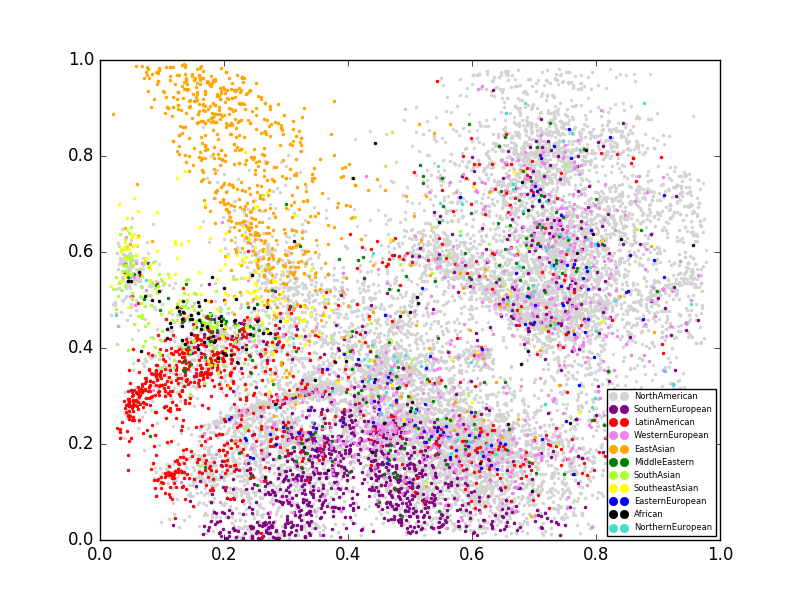 1.0
0.8
0.6
0.4
0.2
0.0
0.0 0.2 0.4 0.6 0.8 1.0
NorthAmerican
SouthernEuropean
LatinAmerican
WesternEuropean
EastAsian
MiddleEastern
SouthAsian
SoutheastAsian
EasternEuropean
African
NorthernEuropean